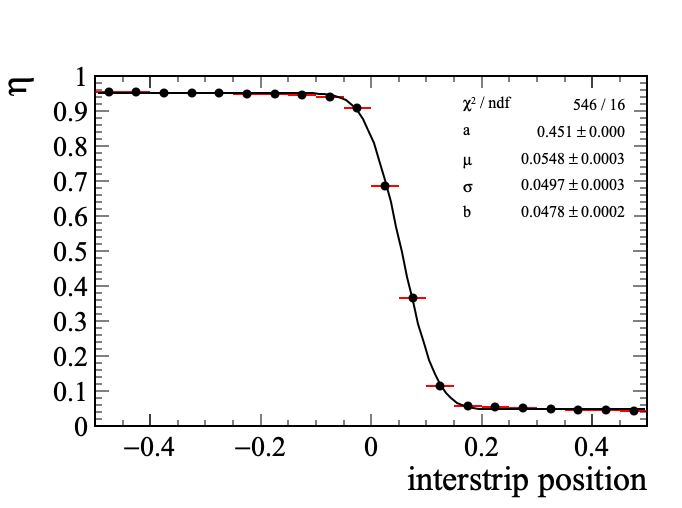 η
1
0.9
0.8
0.7
0.6
0.5
0.4
0.3
0.2
0.1
0
χ² / ndf 546 / 16
a 0.451 ± 0.000
μ 0.0548 ± 0.0003
σ 0.0497 ± 0.0003
b 0.0478 ± 0.0002
−0.4 −0.2 0 0.2 0.4
interstrip position